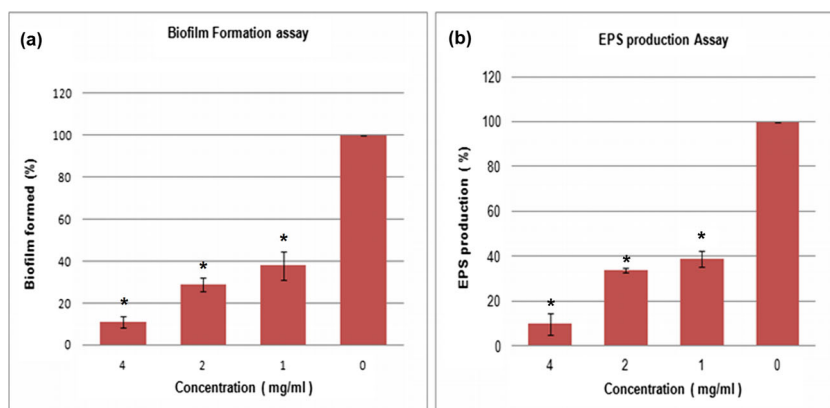 (a)
Biofilm Formation assay
Biofilm formed (%)
120
100
80
60
40
20
0
*
*
*
4 2 1 0
Concentration ( mg/ml )
(b)
EPS production Assay
EPS production ( %)
120
100
80
60
40
20
0
*
*
*
4 2 1 0
Concentration ( mg/ml)